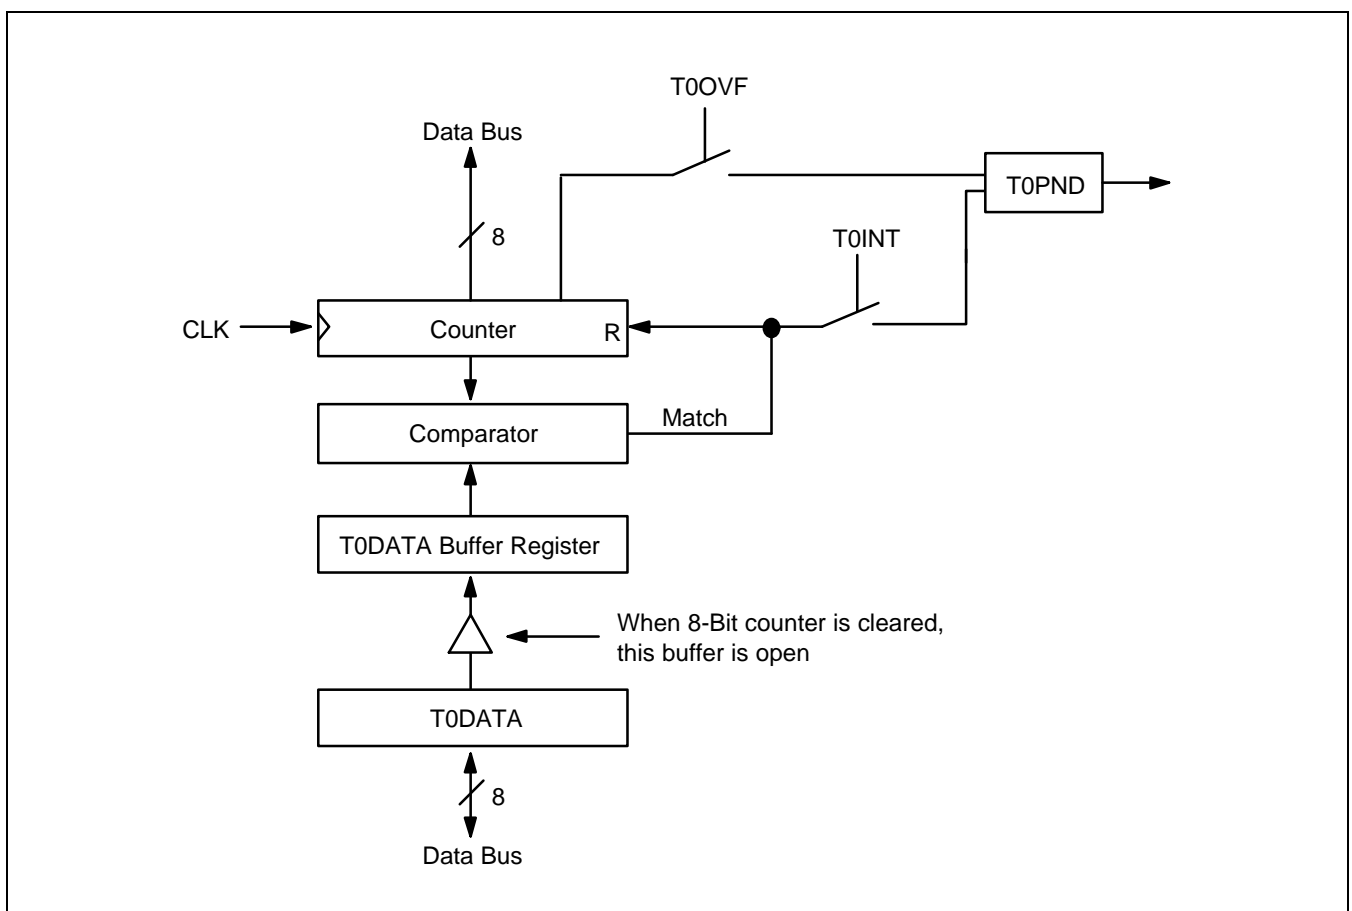 T0OVF
Data Bus
T0PND
8
T0INT
CLK
Counter
R
Match
Comparator
T0DATA Buffer Register
When 8-Bit counter is cleared,
this buffer is open
T0DATA
8
Data Bus